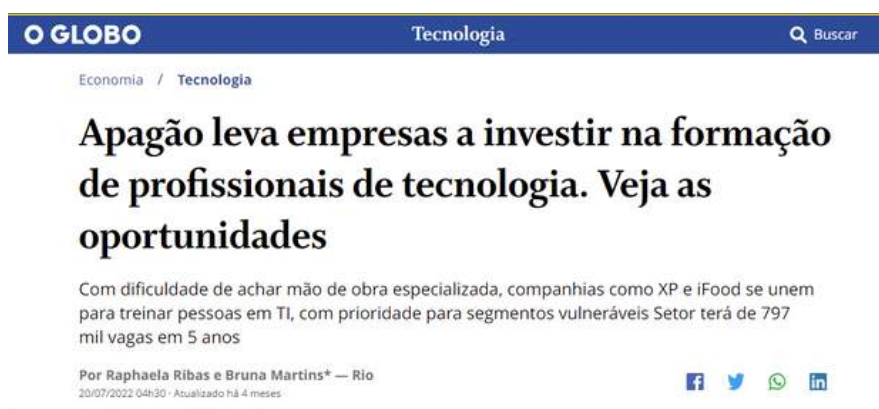 O GLOBO Tecnologia Buscar
Economia / Tecnologia
Apagão leva empresas a investir na formação
de profissionais de tecnologia. Veja as
oportunidades
Com dificuldade de achar mão de obra especializada, companhias como XP e iFood se unem
para treinar pessoas em TI, com prioridade para segmentos vulneráveis Setor terá de 797
mil vagas em 5 anos
Por Raphaela Ribas e Bruna Martins* — Rio
20/07/2022 04h30 · Atualizado há 4 meses